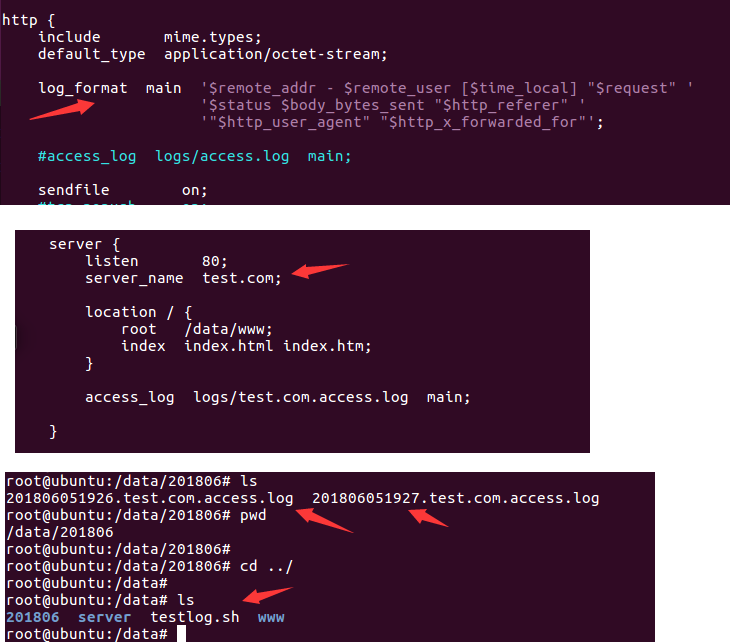 http {
    include       mime.types;
    default_type  application/octet-stream;
    log_format  main  '$remote_addr - $remote_user [$time_local] "$request" '
                      '$status $body_bytes_sent "$http_referer" '
                      '"$http_user_agent" "$http_x_forwarded_for"';
    #access_log  logs/access.log  main;
    sendfile        on;
    server {
        listen       80;
        server_name  test.com;
        location / {
            root   /data/www;
            index  index.html index.htm;
        }
        access_log  logs/test.com.access.log  main;
    }
root@ubuntu:/data/201806# ls
201806051926.test.com.access.log  201806051927.test.com.access.log
root@ubuntu:/data/201806# pwd
/data/201806
root@ubuntu:/data/201806#
root@ubuntu:/data/201806# cd ../
root@ubuntu:/data#
root@ubuntu:/data# ls
201806  server  testlog.sh  www
root@ubuntu:/data#